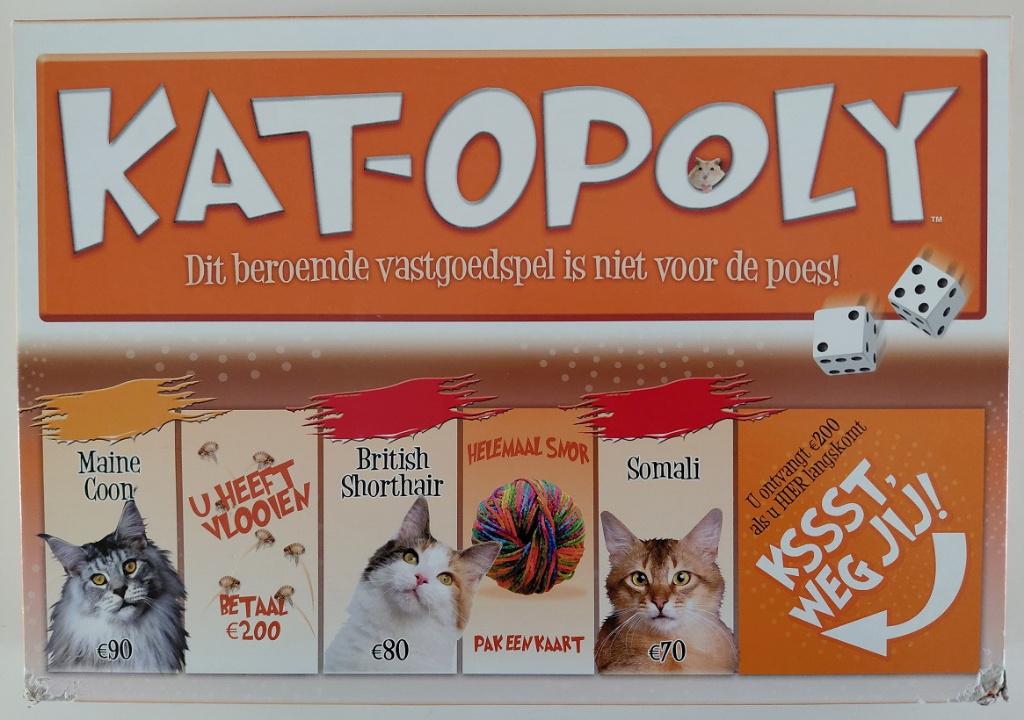 KAT-OPOLY™
Dit beroemde vastgoedspel is niet voor de poes!
Maine
Coon
€90
U HEEFT
VLOOIEN
BETAAL
€200
British
Shorthair
€80
HELEMAAL SNOR
PAK EEN KAART
Somali
€70
U ontvangt €200
als u HIER langskomt
KSSST,
WEG JIJ!